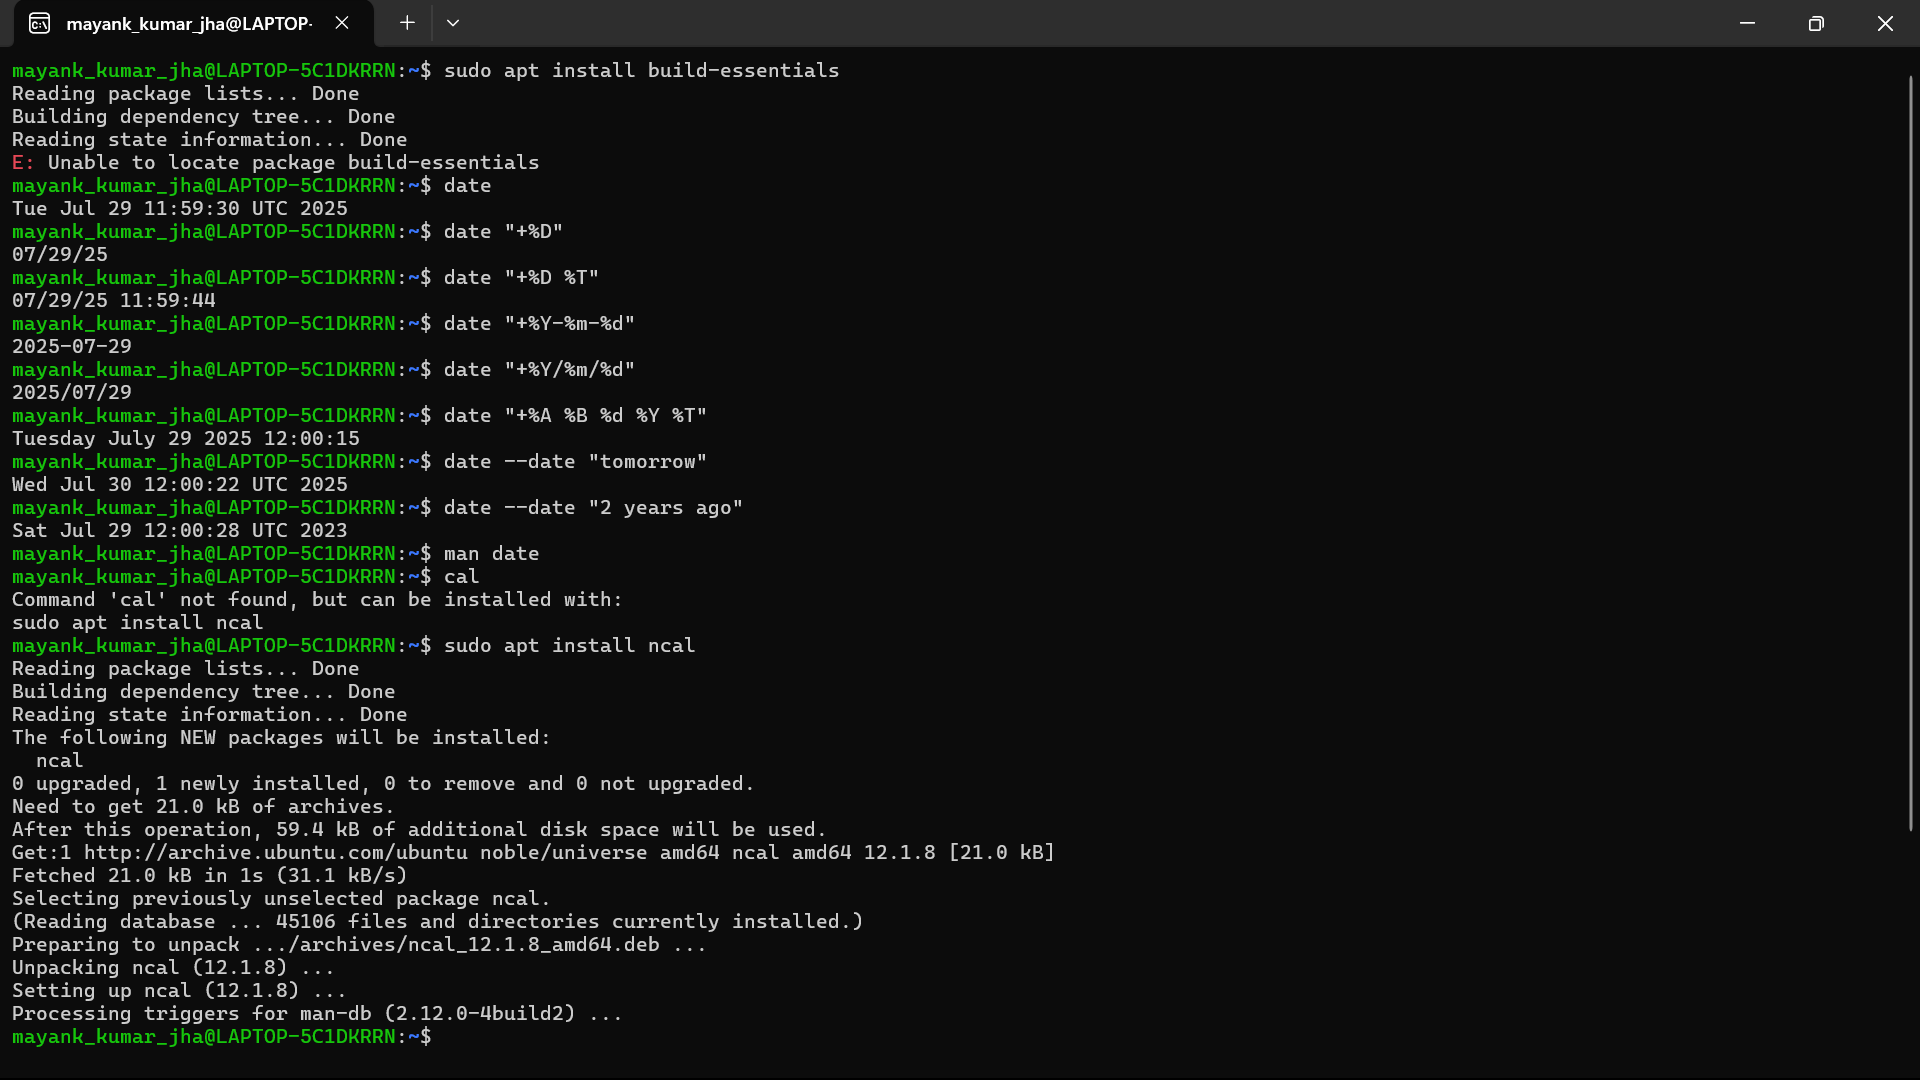 mayank_kumar_jha@LAPTOP-
mayank_kumar_jha@LAPTOP-5C1DKRRN:~$ sudo apt install build-essentials
Reading package lists... Done
Building dependency tree... Done
Reading state information... Done
E: Unable to locate package build-essentials
mayank_kumar_jha@LAPTOP-5C1DKRRN:~$ date
Tue Jul 29 11:59:30 UTC 2025
mayank_kumar_jha@LAPTOP-5C1DKRRN:~$ date "+%D"
07/29/25
mayank_kumar_jha@LAPTOP-5C1DKRRN:~$ date "+%D %T"
07/29/25 11:59:44
mayank_kumar_jha@LAPTOP-5C1DKRRN:~$ date "+%Y-%m-%d"
2025-07-29
mayank_kumar_jha@LAPTOP-5C1DKRRN:~$ date "+%Y/%m/%d"
2025/07/29
mayank_kumar_jha@LAPTOP-5C1DKRRN:~$ date "+%A %B %d %Y %T"
Tuesday July 29 2025 12:00:15
mayank_kumar_jha@LAPTOP-5C1DKRRN:~$ date --date "tomorrow"
Wed Jul 30 12:00:22 UTC 2025
mayank_kumar_jha@LAPTOP-5C1DKRRN:~$ date --date "2 years ago"
Sat Jul 29 12:00:28 UTC 2023
mayank_kumar_jha@LAPTOP-5C1DKRRN:~$ man date
mayank_kumar_jha@LAPTOP-5C1DKRRN:~$ cal
Command 'cal' not found, but can be installed with:
sudo apt install ncal
mayank_kumar_jha@LAPTOP-5C1DKRRN:~$ sudo apt install ncal
Reading package lists... Done
Building dependency tree... Done
Reading state information... Done
The following NEW packages will be installed:
  ncal
0 upgraded, 1 newly installed, 0 to remove and 0 not upgraded.
Need to get 21.0 kB of archives.
After this operation, 59.4 kB of additional disk space will be used.
Get:1 http://archive.ubuntu.com/ubuntu noble/universe amd64 ncal amd64 12.1.8 [21.0 kB]
Fetched 21.0 kB in 1s (31.1 kB/s)
Selecting previously unselected package ncal.
(Reading database ... 45106 files and directories currently installed.)
Preparing to unpack .../archives/ncal_12.1.8_amd64.deb ...
Unpacking ncal (12.1.8) ...
Setting up ncal (12.1.8) ...
Processing triggers for man-db (2.12.0-4build2) ...
mayank_kumar_jha@LAPTOP-5C1DKRRN:~$